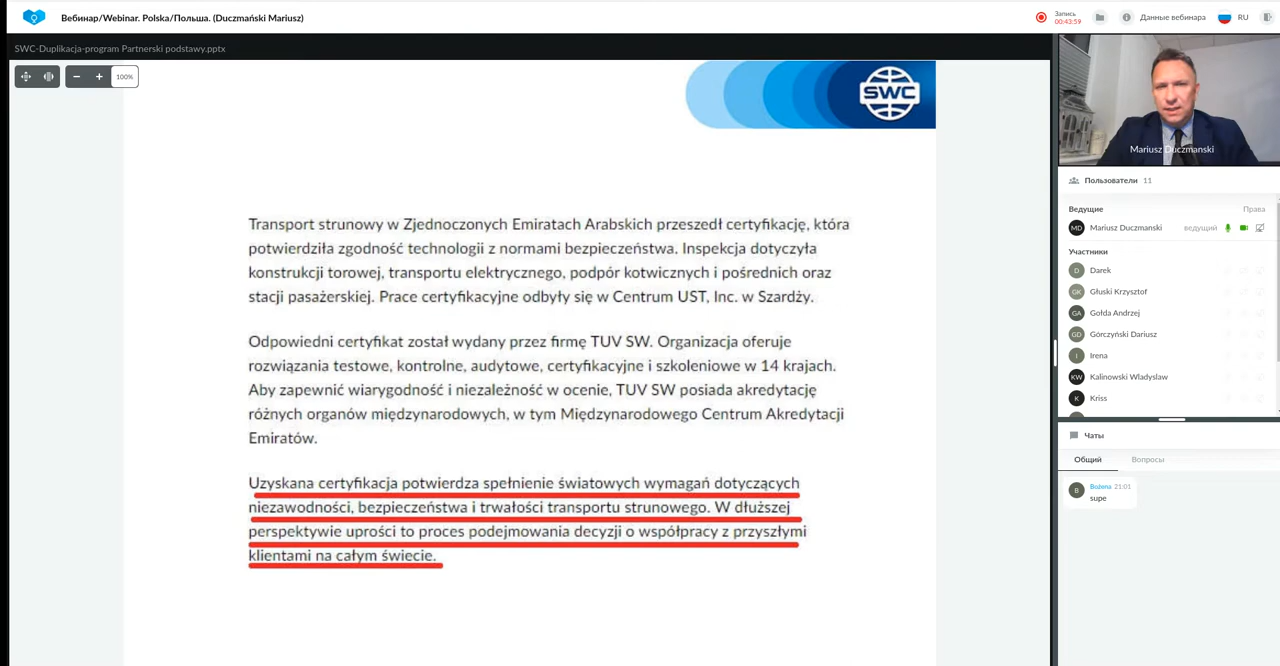 Вебинар/Webinar. Polska/Польша. (Duczmański Mariusz)
Запись
00:43:59
Данные вебинара
RU
SWC-Duplikacja-program Partnerski podstawy.pptx
100%
SWC
Transport strunowy w Zjednoczonych Emiratach Arabskich przeszedł certyfikację, która
potwierdziła zgodność technologii z normami bezpieczeństwa. Inspekcja dotyczyła
konstrukcji torowej, transportu elektrycznego, podpór kotwicznych i pośrednich oraz
stacji pasażerskiej. Prace certyfikacyjne odbyły się w Centrum UST, Inc. w Szardży.
Odpowiedni certyfikat został wydany przez firmę TUV SW. Organizacja oferuje
rozwiązania testowe, kontrolne, audytowe, certyfikacyjne i szkoleniowe w 14 krajach.
Aby zapewnić wiarygodność i niezależność w ocenie, TUV SW posiada akredytację
różnych organów międzynarodowych, w tym Międzynarodowego Centrum Akredytacji
Emiratów.
Uzyskana certyfikacja potwierdza spełnienie światowych wymagań dotyczących
niezawodności, bezpieczeństwa i trwałości transportu strunowego. W dłuższej
perspektywie uprości to proces podejmowania decyzji o współpracy z przyszłymi
klientami na całym świecie.
Mariusz Duczmanski
Пользователи 11
Ведущие Права
MD Mariusz Duczmanski ведущий
Участники
D Darek
GK Głuski Krzysztof
GA Gołda Andrzej
GD Górczyński Dariusz
I Irena
KW Kalinowski Wladyslaw
K Kriss
Чаты
Общий Вопросы
B Bożena 21:01
supe